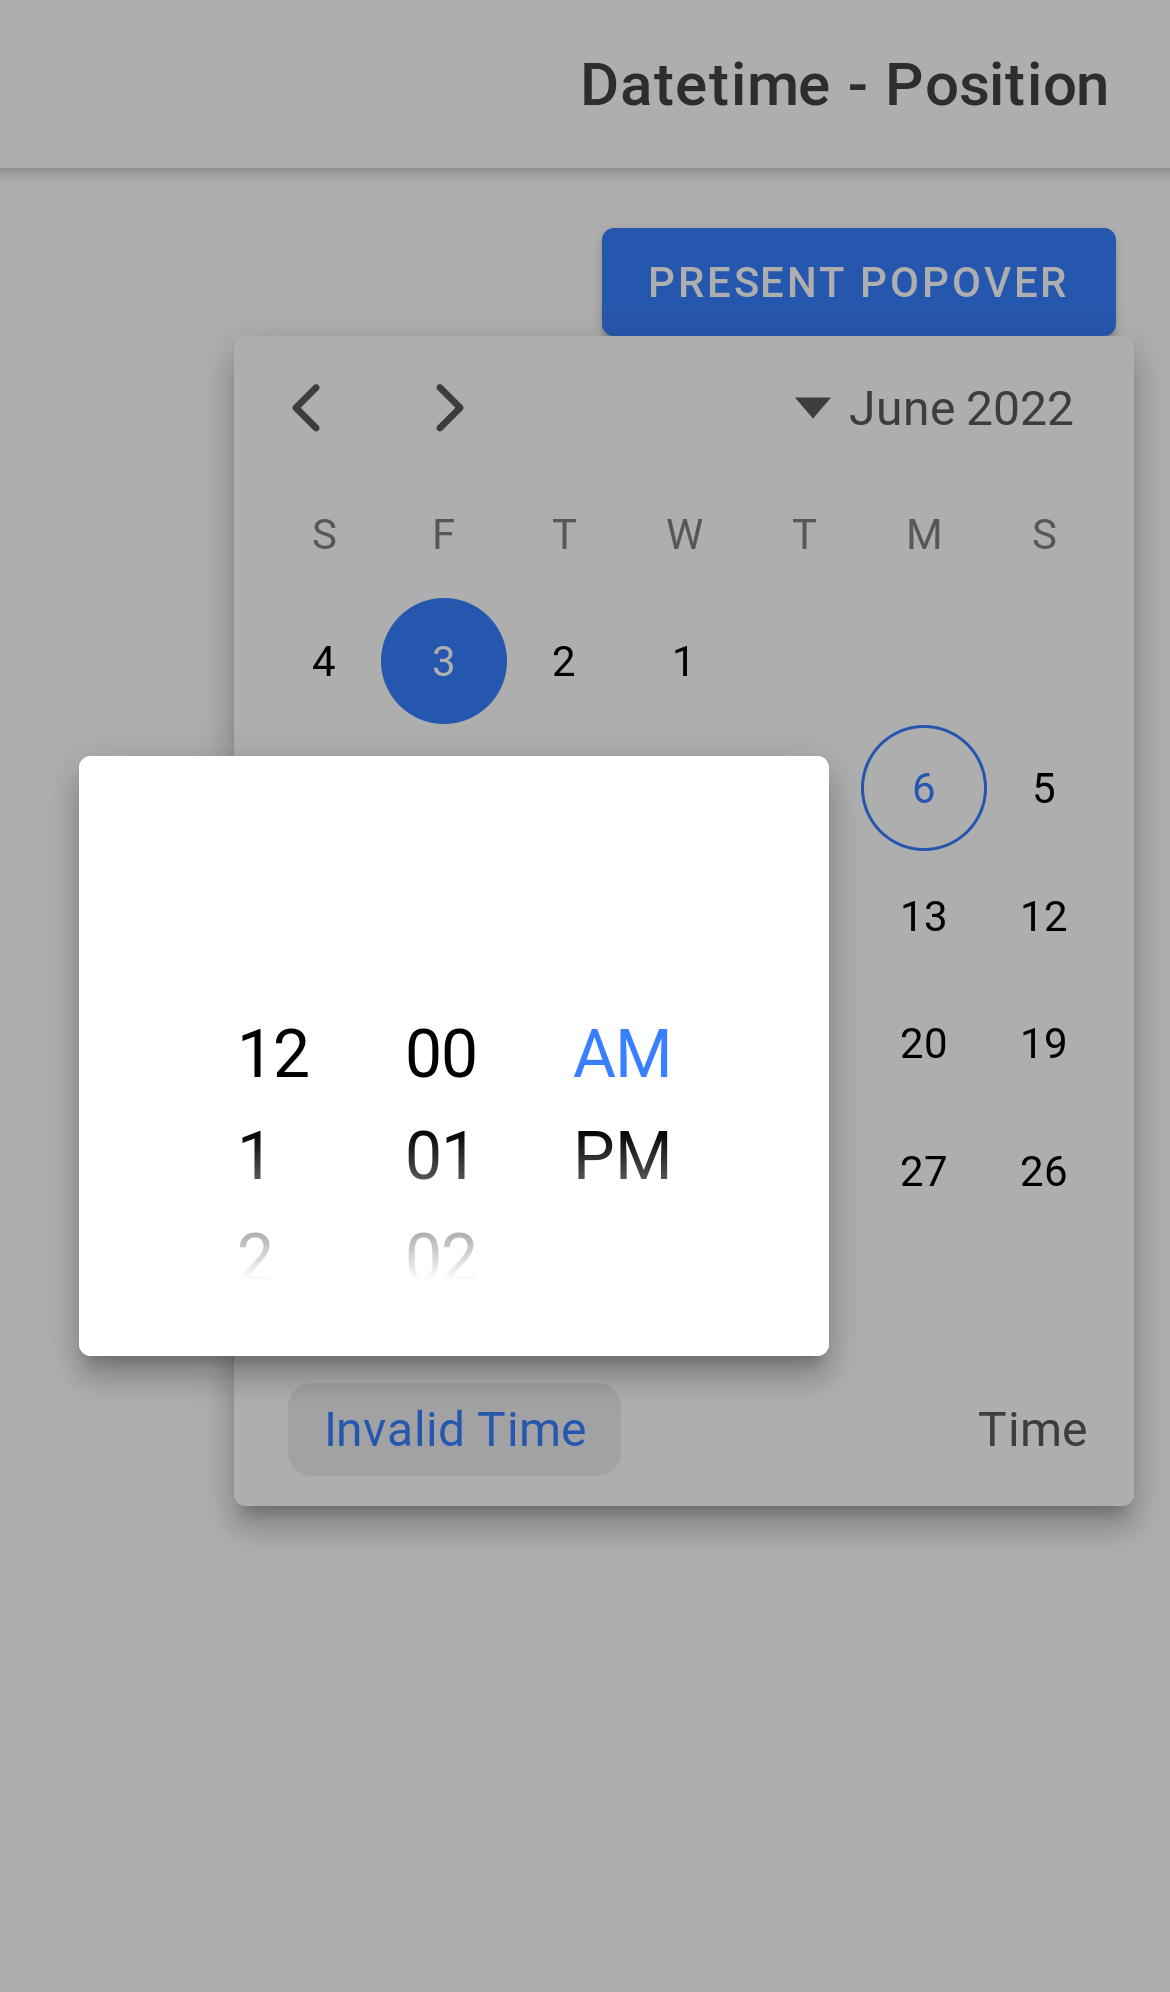 Datetime - Position
PRESENT POPOVER
June 2022
S F T W T M S
4 3 2 1
6 5
13 12
20 19
27 26
12 00 AM
1 01 PM
2 02
Invalid Time Time